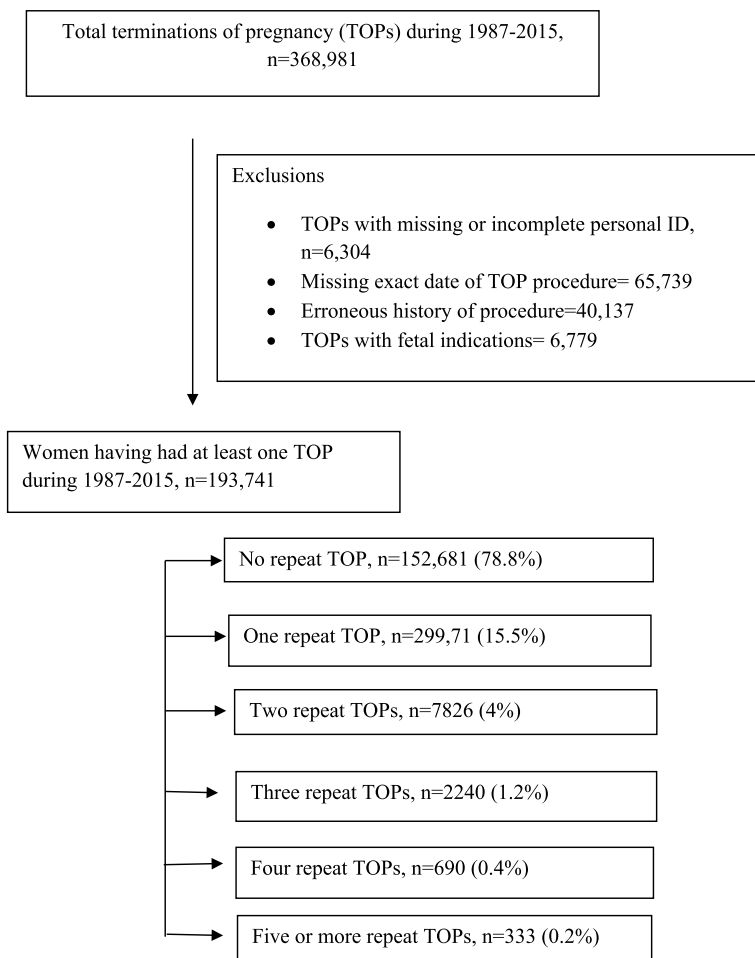 Total terminations of pregnancy (TOPs) during 1987-2015,
n=368,981
Exclusions
• TOPs with missing or incomplete personal ID,
n=6,304
• Missing exact date of TOP procedure= 65,739
• Erroneous history of procedure=40,137
• TOPs with fetal indications= 6,779
Women having had at least one TOP
during 1987-2015, n=193,741
No repeat TOP, n=152,681 (78.8%)
One repeat TOP, n=299,71 (15.5%)
Two repeat TOPs, n=7826 (4%)
Three repeat TOPs, n=2240 (1.2%)
Four repeat TOPs, n=690 (0.4%)
Five or more repeat TOPs, n=333 (0.2%)